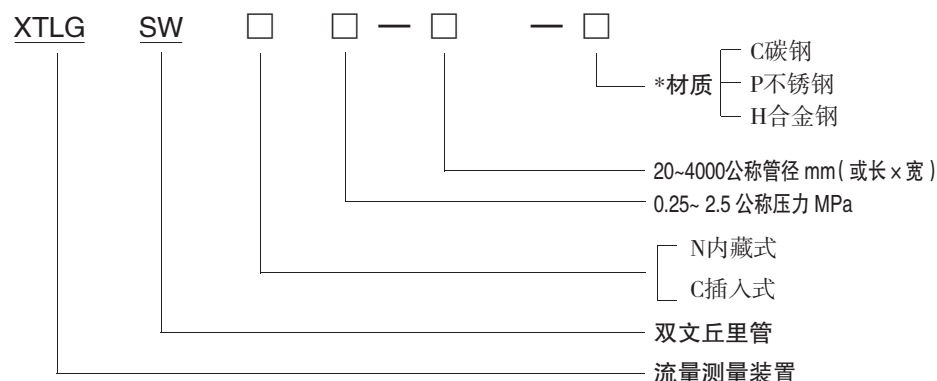 XTLG SW □ □ — □ — □
C碳钢
*材质 P不锈钢
H合金钢
20~4000公称管径 mm( 或长 × 宽 )
0.25~ 2.5 公称压力 MPa
N内藏式
C插入式
双文丘里管
流量测量装置